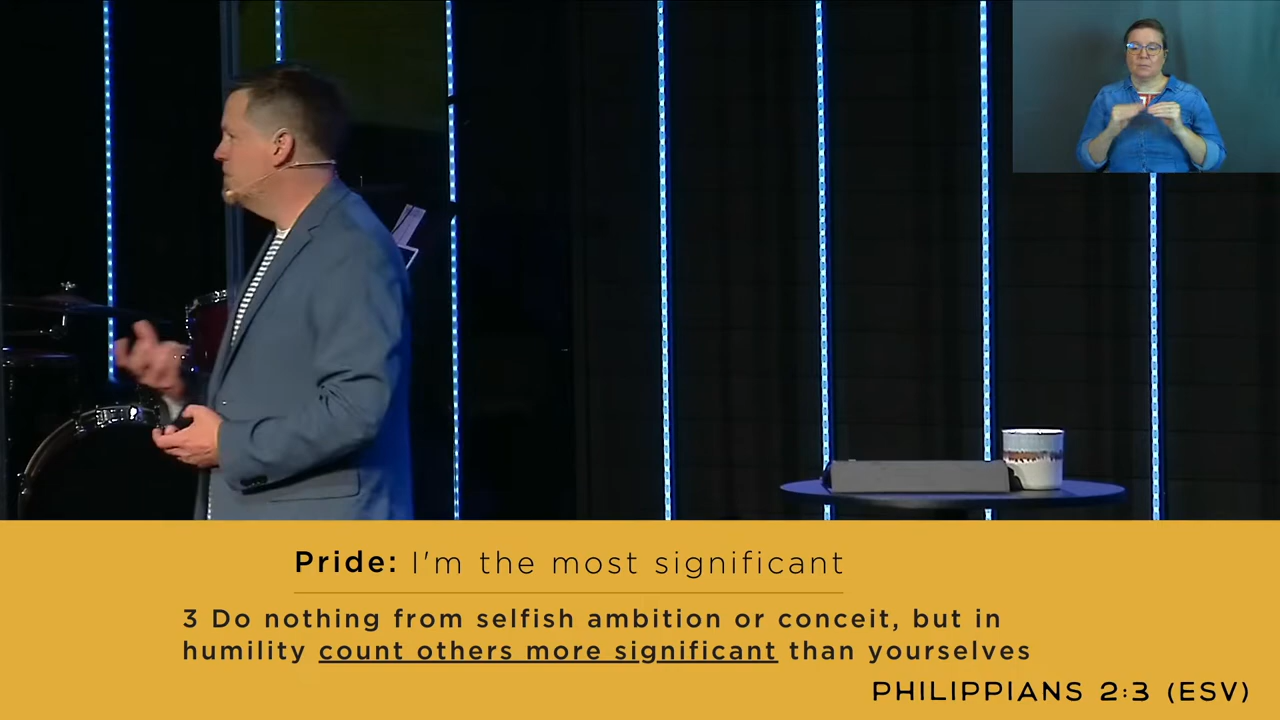 Pride: I'm the most significant
3 Do nothing from selfish ambition or conceit, but in
humility count others more significant than yourselves
PHILIPPIANS 2:3 (ESV)